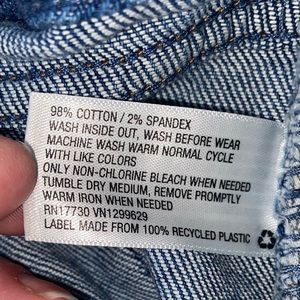 98% COTTON / 2% SPANDEX
WASH INSIDE OUT, WASH BEFORE WEAR
MACHINE WASH WARM NORMAL CYCLE
WITH LIKE COLORS
ONLY NON-CHLORINE BLEACH WHEN NEEDED
TUMBLE DRY MEDIUM, REMOVE PROMPTLY
WARM IRON WHEN NEEDED
RN17730 VN1299629
LABEL MADE FROM 100% RECYCLED PLASTIC